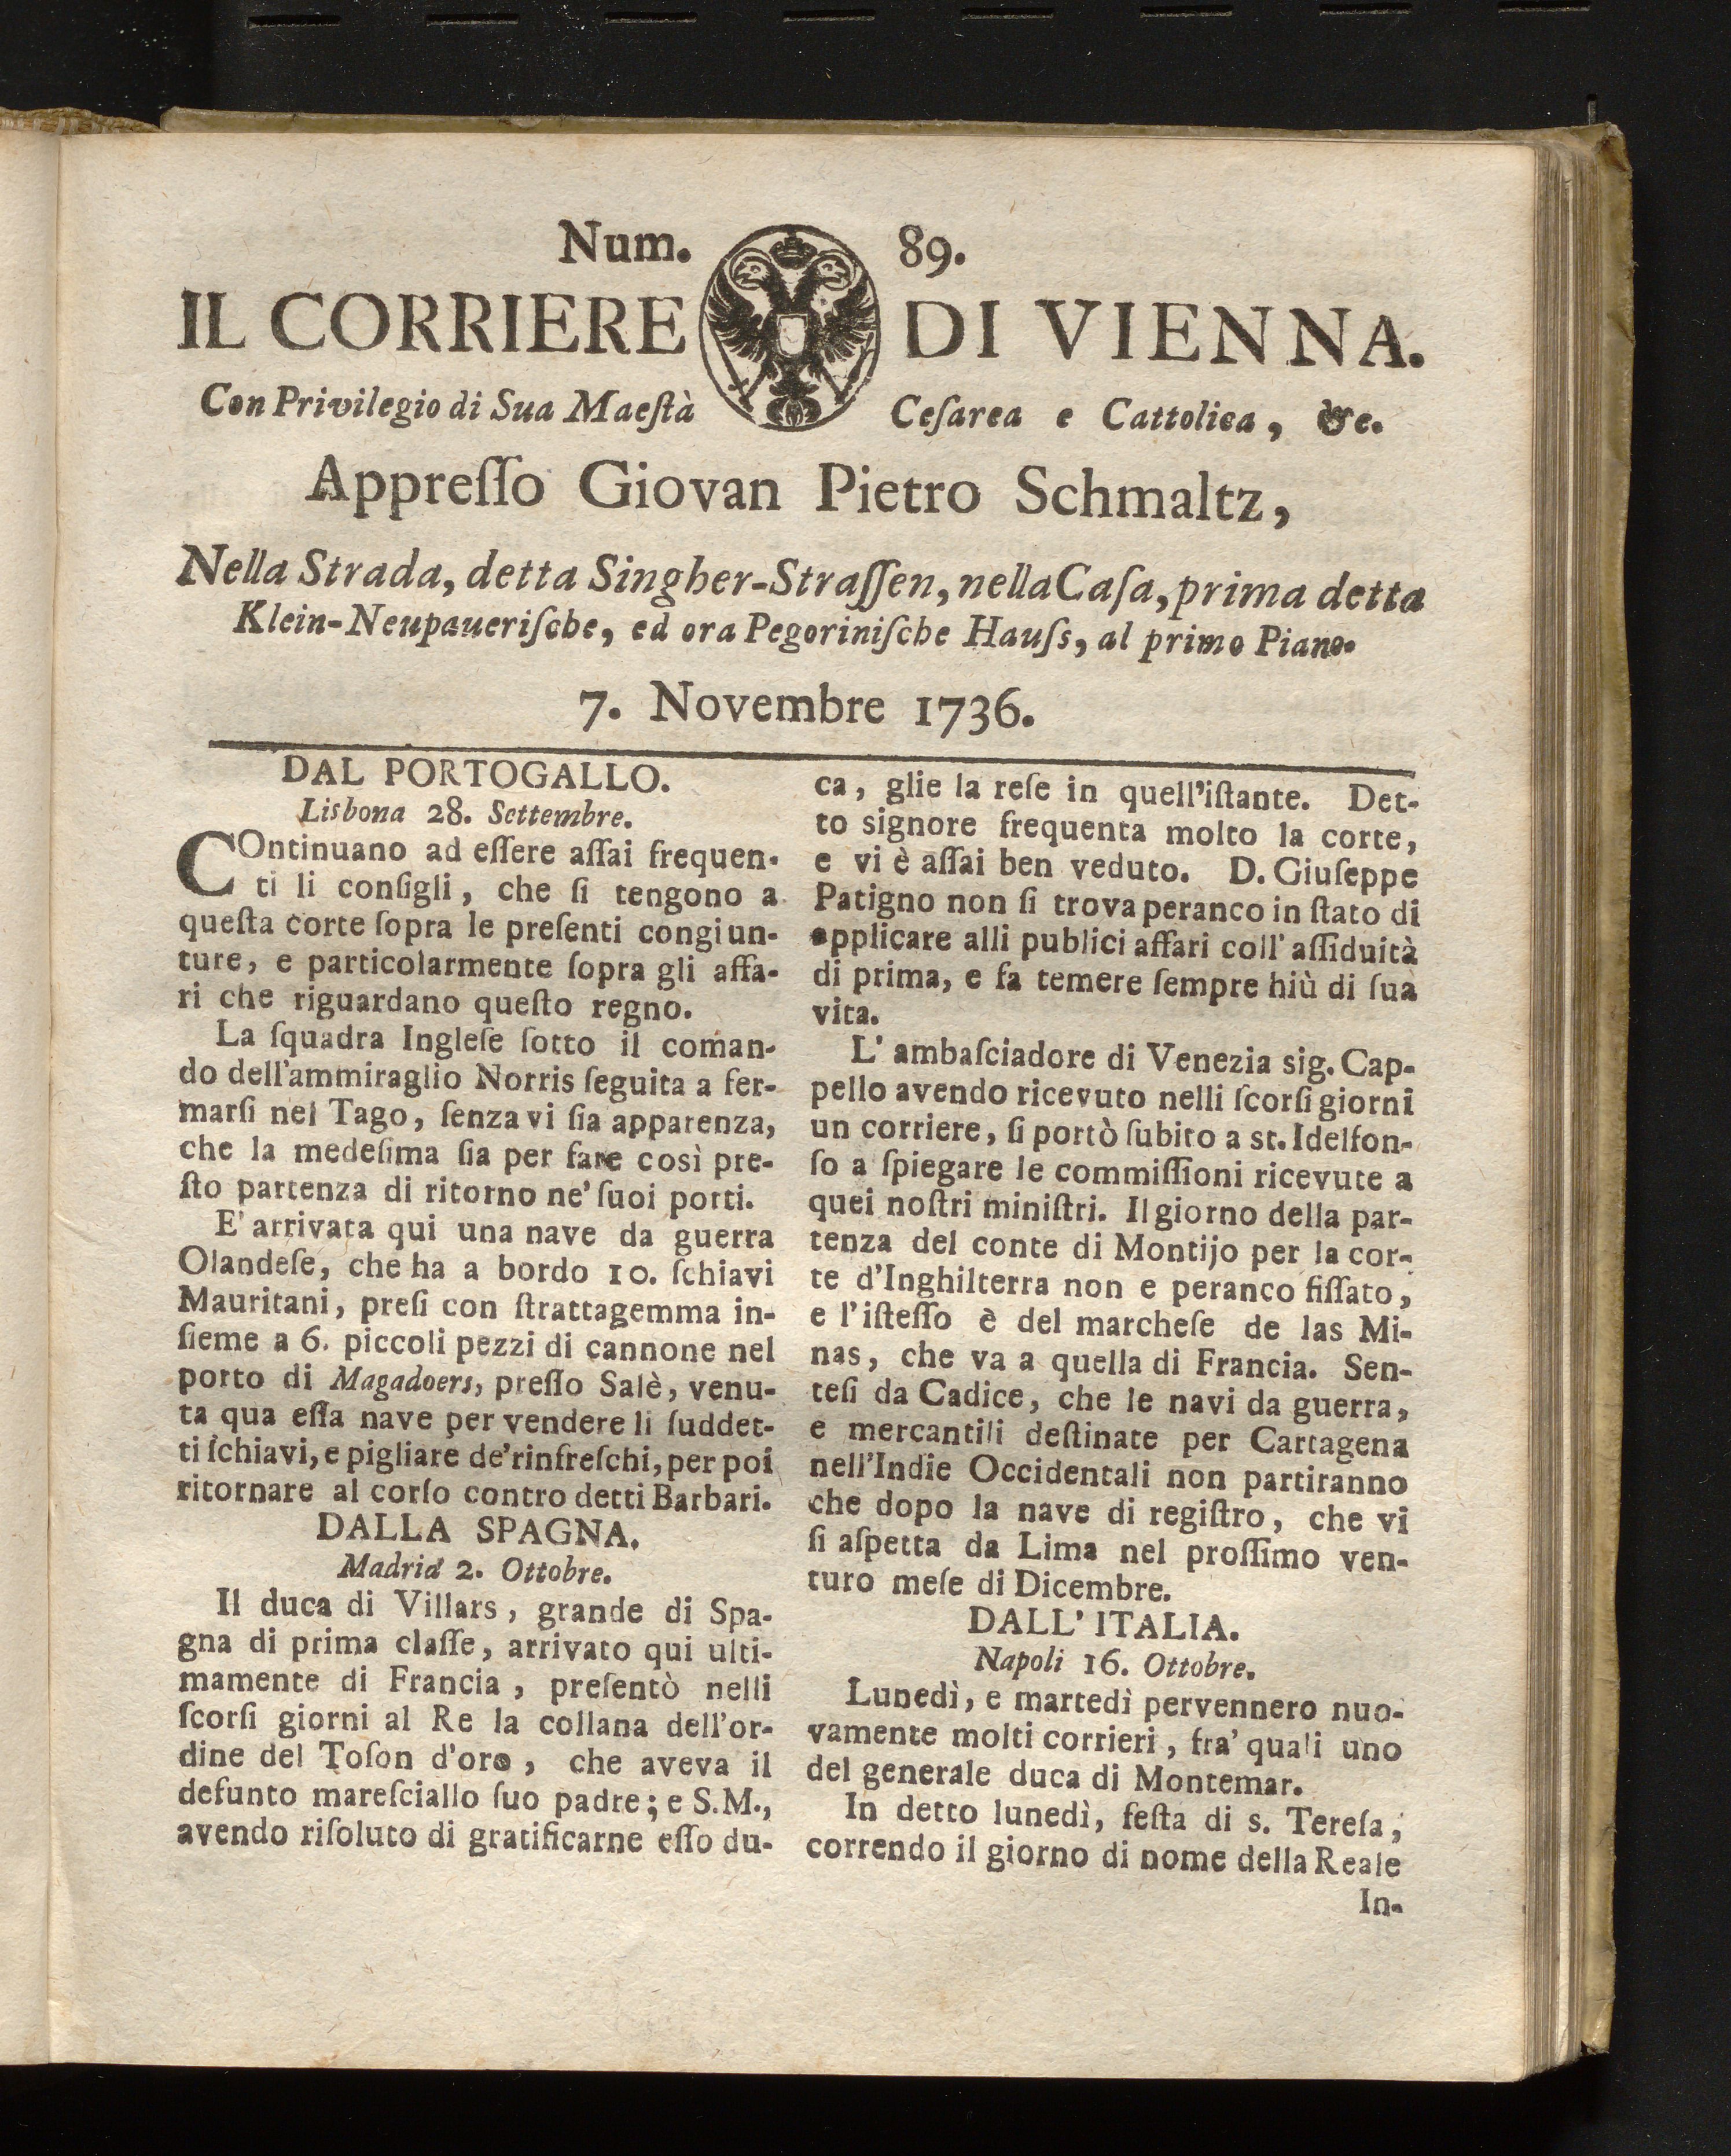 Num. 89.
IL CORRIERE DI VIENNA.
Con Privilegio di Sua Maeſtà Ceſarea e Cattolica, &c.
Appreſſo Giovan Pietro Schmaltz,
Nella Strada, detta Singher-Straſſen, nella Caſa, prima detta
Klein-Neupaueriſche, ed ora Pegoriniſche Hauſs, al primo Piano.
7. Novembre 1736.
DAL PORTOGALLO.
Lisbona 28. Settembre.
COntinuano ad eſſere aſſai frequen-
ti li conſigli, che ſi tengono a
queſta corte ſopra le preſenti congiun-
ture, e particolarmente ſopra gli affa-
ri che riguardano queſto regno.
La ſquadra Ingleſe ſotto il coman-
do dell'ammiraglio Norris ſeguita a fer-
marſi nel Tago, ſenza vi ſia apparenza,
che la medeſima ſia per fare così pre-
ſto partenza di ritorno ne' ſuoi porti.
E' arrivata qui una nave da guerra
Olandeſe, che ha a bordo 10. ſchiavi
Mauritani, preſi con ſtrattagemma in-
ſieme a 6. piccoli pezzi di cannone nel
porto di Magadoers, preſſo Salè, venu-
ta qua eſſa nave per vendere li ſuddet-
ti ſchiavi, e pigliare de' rinfreſchi, per poi
ritornare al corſo contro detti Barbari.
DALLA SPAGNA.
Madrid 2. Ottobre.
Il duca di Villars, grande di Spa-
gna di prima claſſe, arrivato qui ulti-
mamente di Francia, preſentò nelli
ſcorſi giorni al Re la collana dell'or-
dine del Toſon d'oro, che aveva il
defunto mareſciallo ſuo padre; e S.M.,
avendo riſoluto di gratificarne eſſo du-
ca, glie la reſe in quell'iſtante. Det-
to signore frequenta molto la corte,
e vi è aſſai ben veduto. D. Giuſeppe
Patigno non ſi trova peranco in ſtato di
applicare alli publici affari coll' aſſiduità
di prima, e fa temere ſempre hiù di ſua
vita.
L' ambaſciadore di Venezia sig. Cap-
pello avendo ricevuto nelli ſcorſi giorni
un corriere, ſi portò ſubito a st. Idelfon-
ſo a ſpiegare le commiſſioni ricevute a
quei noſtri miniſtri. Il giorno della par-
tenza del conte di Montijo per la cor-
te d'Inghilterra non e peranco fiſſato,
e l'iſteſſo è del marcheſe de las Mi-
nas, che va a quella di Francia. Sen-
teſi da Cadice, che le navi da guerra,
e mercantili deſtinate per Cartagena
nell'Indie Occidentali non partiranno
che dopo la nave di regiſtro, che vi
ſi aſpetta da Lima nel proſſimo ven-
turo meſe di Dicembre.
DALL' ITALIA.
Napoli 16. Ottobre.
Lunedì, e martedì pervennero nuo-
vamente molti corrieri, fra' quali uno
del generale duca di Montemar.
In detto lunedì, feſta di s. Tereſa,
correndo il giorno di nome della Reale
In-